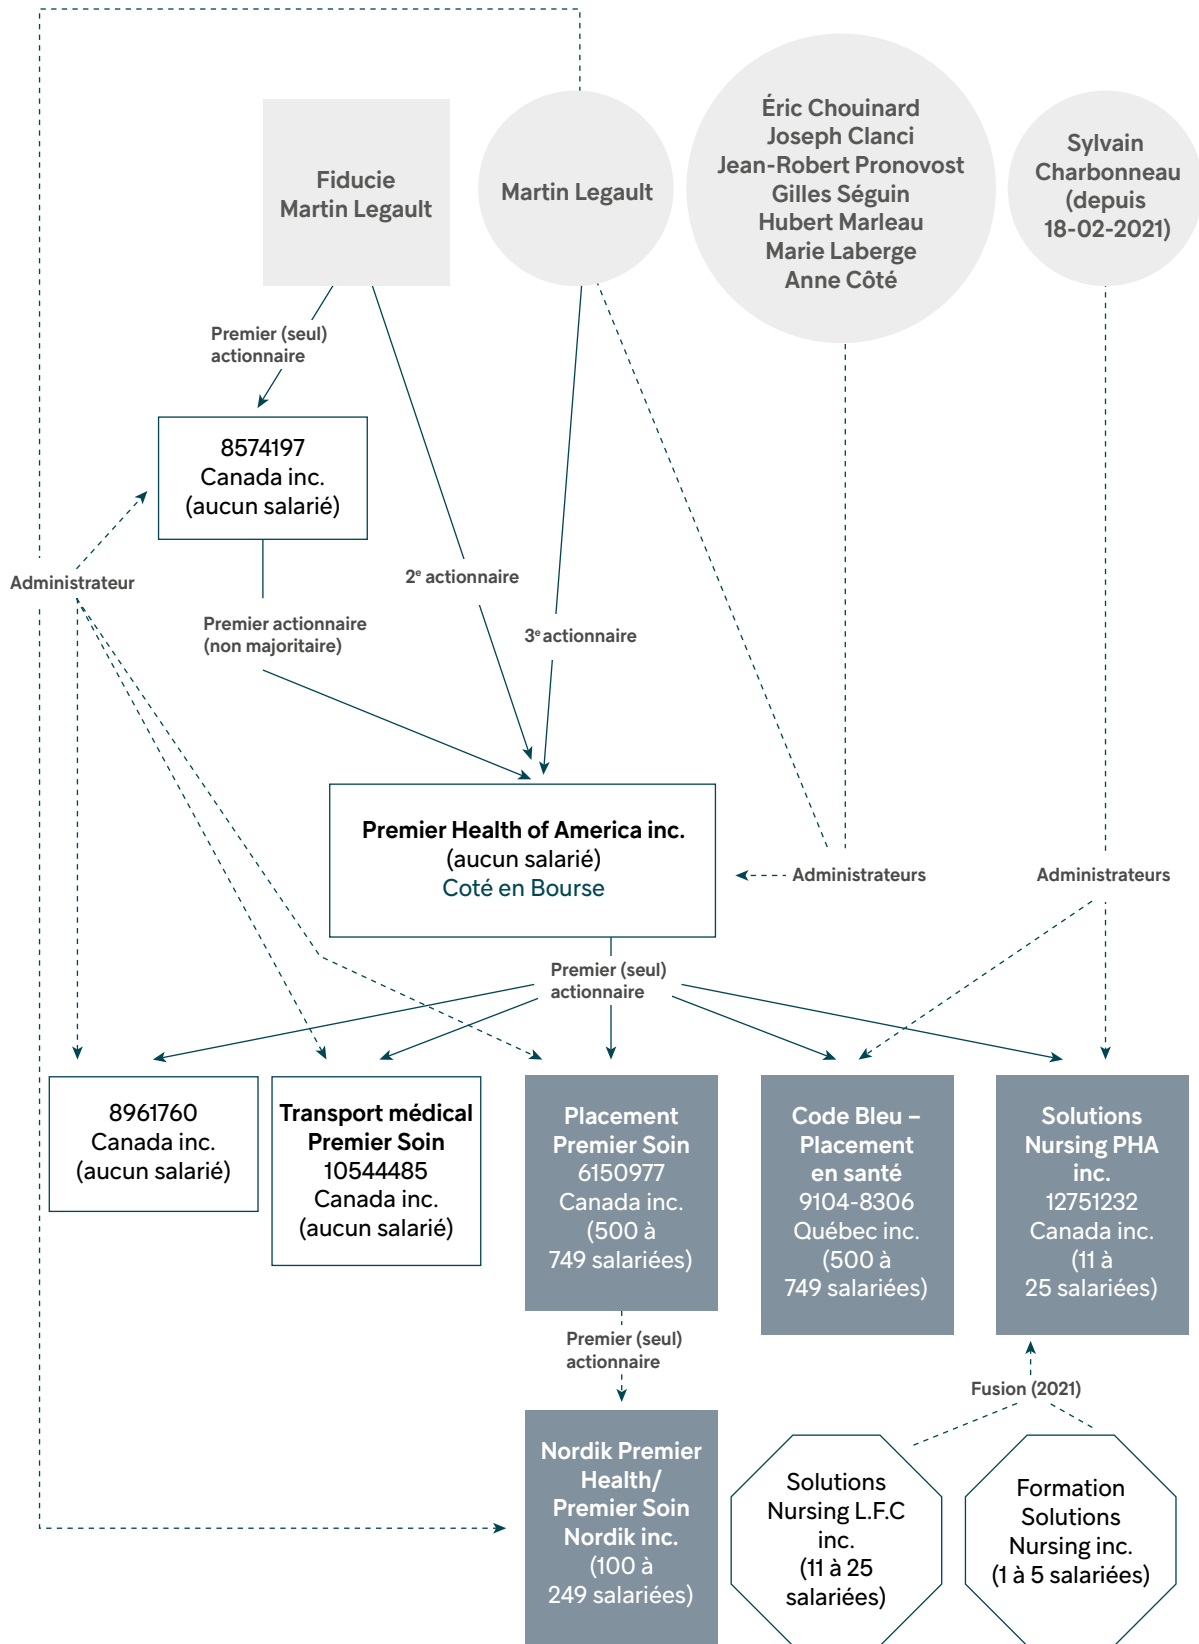 Fiducie
Martin Legault
Martin Legault
Éric Chouinard
Joseph Clanci
Jean-Robert Pronovost
Gilles Séguin
Hubert Marleau
Marie Laberge
Anne Côté
Sylvain
Charbonneau
(depuis
18-02-2021)
Premier (seul)
actionnaire
8574197
Canada inc.
(aucun salarié)
Administrateur
2e actionnaire
Premier actionnaire
(non majoritaire)
3e actionnaire
Premier Health of America inc.
(aucun salarié)
Coté en Bourse
Administrateurs
Administrateurs
Premier (seul)
actionnaire
8961760
Canada inc.
(aucun salarié)
Transport médical
Premier Soin
10544485
Canada inc.
(aucun salarié)
Placement
Premier Soin
6150977
Canada inc.
(500 à
749 salariées)
Code Bleu –
Placement
en santé
9104-8306
Québec inc.
(500 à
749 salariées)
Solutions
Nursing PHA
inc.
12751232
Canada inc.
(11 à
25 salariées)
Premier (seul)
actionnaire
Fusion (2021)
Nordik Premier
Health/
Premier Soin
Nordik inc.
(100 à
249 salariées)
Solutions
Nursing L.F.C
inc.
(11 à 25
salariées)
Formation
Solutions
Nursing inc.
(1 à 5 salariées)